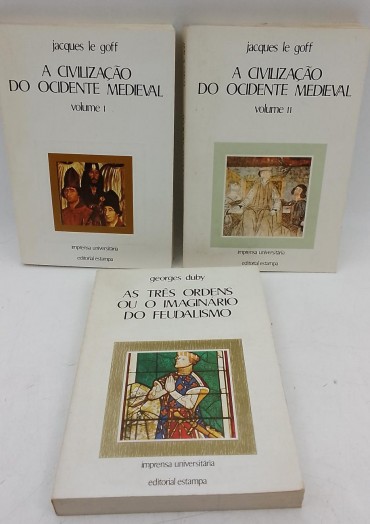 jacques le goff
A CIVILIZAÇÃO
DO OCIDENTE MEDIEVAL
volume I
imprensa universitária
editorial estampa
jacques le goff
A CIVILIZAÇÃO
DO OCIDENTE MEDIEVAL
volume II
imprensa universitária
editorial estampa
georges duby
AS TRÊS ORDENS
OU O IMAGINÁRIO
DO FEUDALISMO
imprensa universitária
editorial estampa